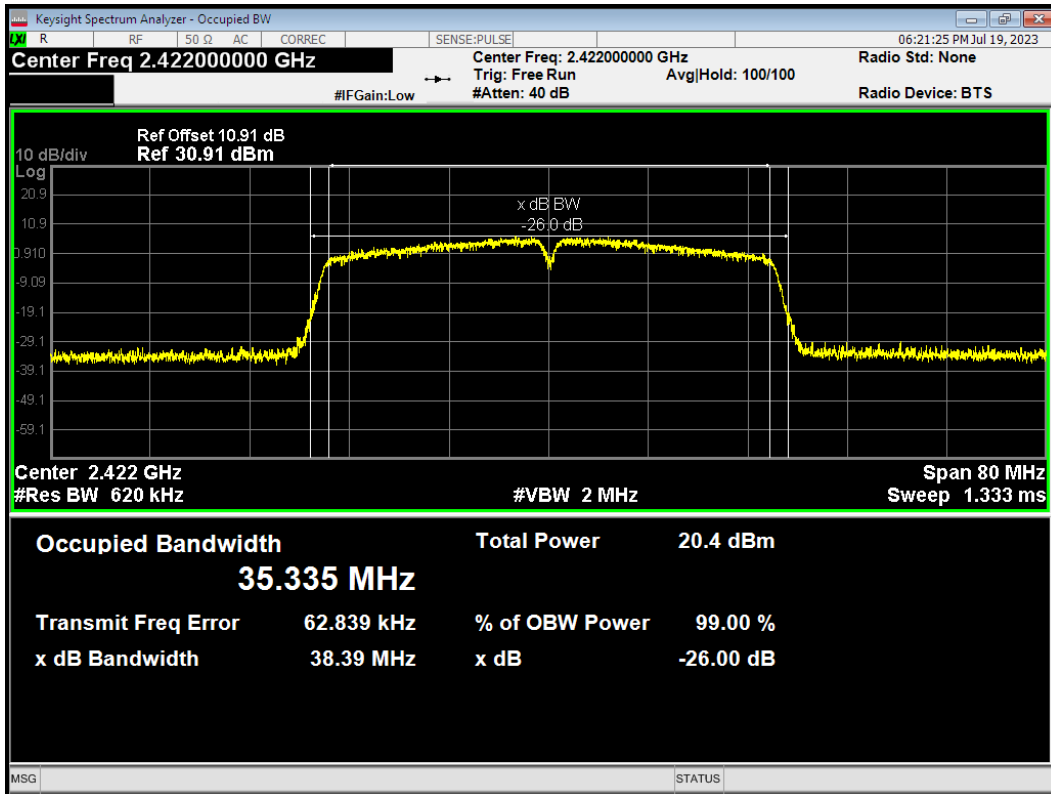 Keysight Spectrum Analyzer - Occupied BW
LXI R RF 50 Ω AC CORREC SENSE:PULSE 06:21:25 PM Jul 19, 2023
Center Freq 2.422000000 GHz Center Freq: 2.422000000 GHz Radio Std: None
Trig: Free Run Avg|Hold: 100/100
#IFGain:Low #Atten: 40 dB Radio Device: BTS
Ref Offset 10.91 dB
10 dB/div Ref 30.91 dBm
Log
20.9
x dB BW
10.9
-26.0 dB
0.910
-9.09
-19.1
-29.1
-39.1
-49.1
-59.1
Center 2.422 GHz Span 80 MHz
#Res BW 620 kHz #VBW 2 MHz Sweep 1.333 ms
Occupied Bandwidth Total Power 20.4 dBm
35.335 MHz
Transmit Freq Error 62.839 kHz % of OBW Power 99.00 %
x dB Bandwidth 38.39 MHz x dB -26.00 dB
MSG STATUS